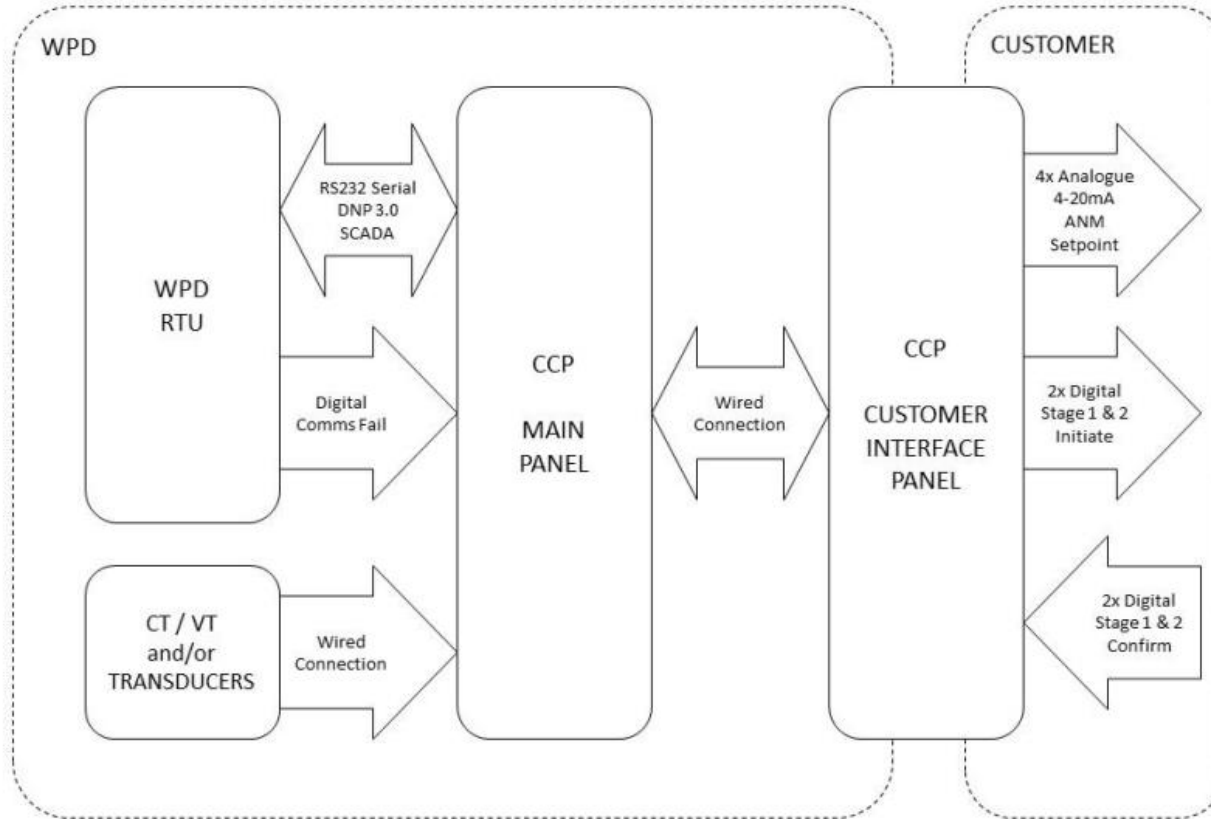 WPD
CUSTOMER
WPD
RTU
RS232 Serial
DNP 3.0
SCADA
Digital
Comms Fail
CT / VT
and/or
TRANSDUCERS
Wired
Connection
CCP
MAIN
PANEL
Wired
Connection
CCP
CUSTOMER
INTERFACE
PANEL
4x Analogue
4-20mA
ANM
Setpoint
2x Digital
Stage 1 & 2
Initiate
2x Digital
Stage 1 & 2
Confirm